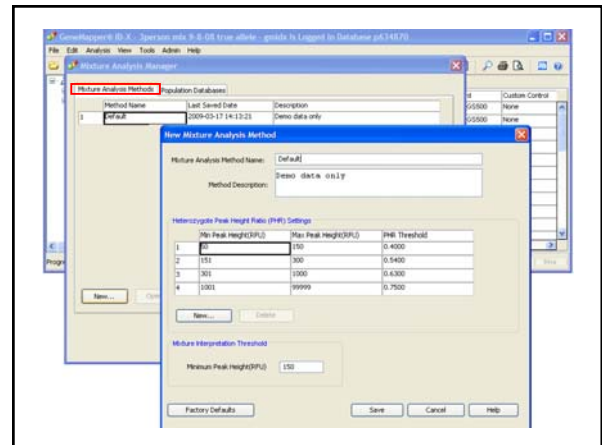 GeneMapper® ID-X - 3person mix 9-8-08 true allele - gmidx Is Logged In Database p634870
File Edit Analysis View Tools Admin Help
Mixture Analysis Manager
Mixture Analysis Methods Population Databases
Method Name Last Saved Date Description
1 Default 2009-03-17 14:13:21 Demo data only
Custom Control
GS500 None
GS500 None
New Mixture Analysis Method
Mixture Analysis Method Name: Default
Method Description: Demo data only
Heterozygote Peak Height Ratio (PHR) Settings
Min Peak Height(RFU) Max Peak Height(RFU) PHR Threshold
1 50 150 0.4000
2 151 300 0.5400
3 301 1000 0.6300
4 1001 99999 0.7500
New... Delete
Mixture Interpretation Threshold
Minimum Peak Height(RFU) 150
Factory Defaults Save Cancel Help
New...